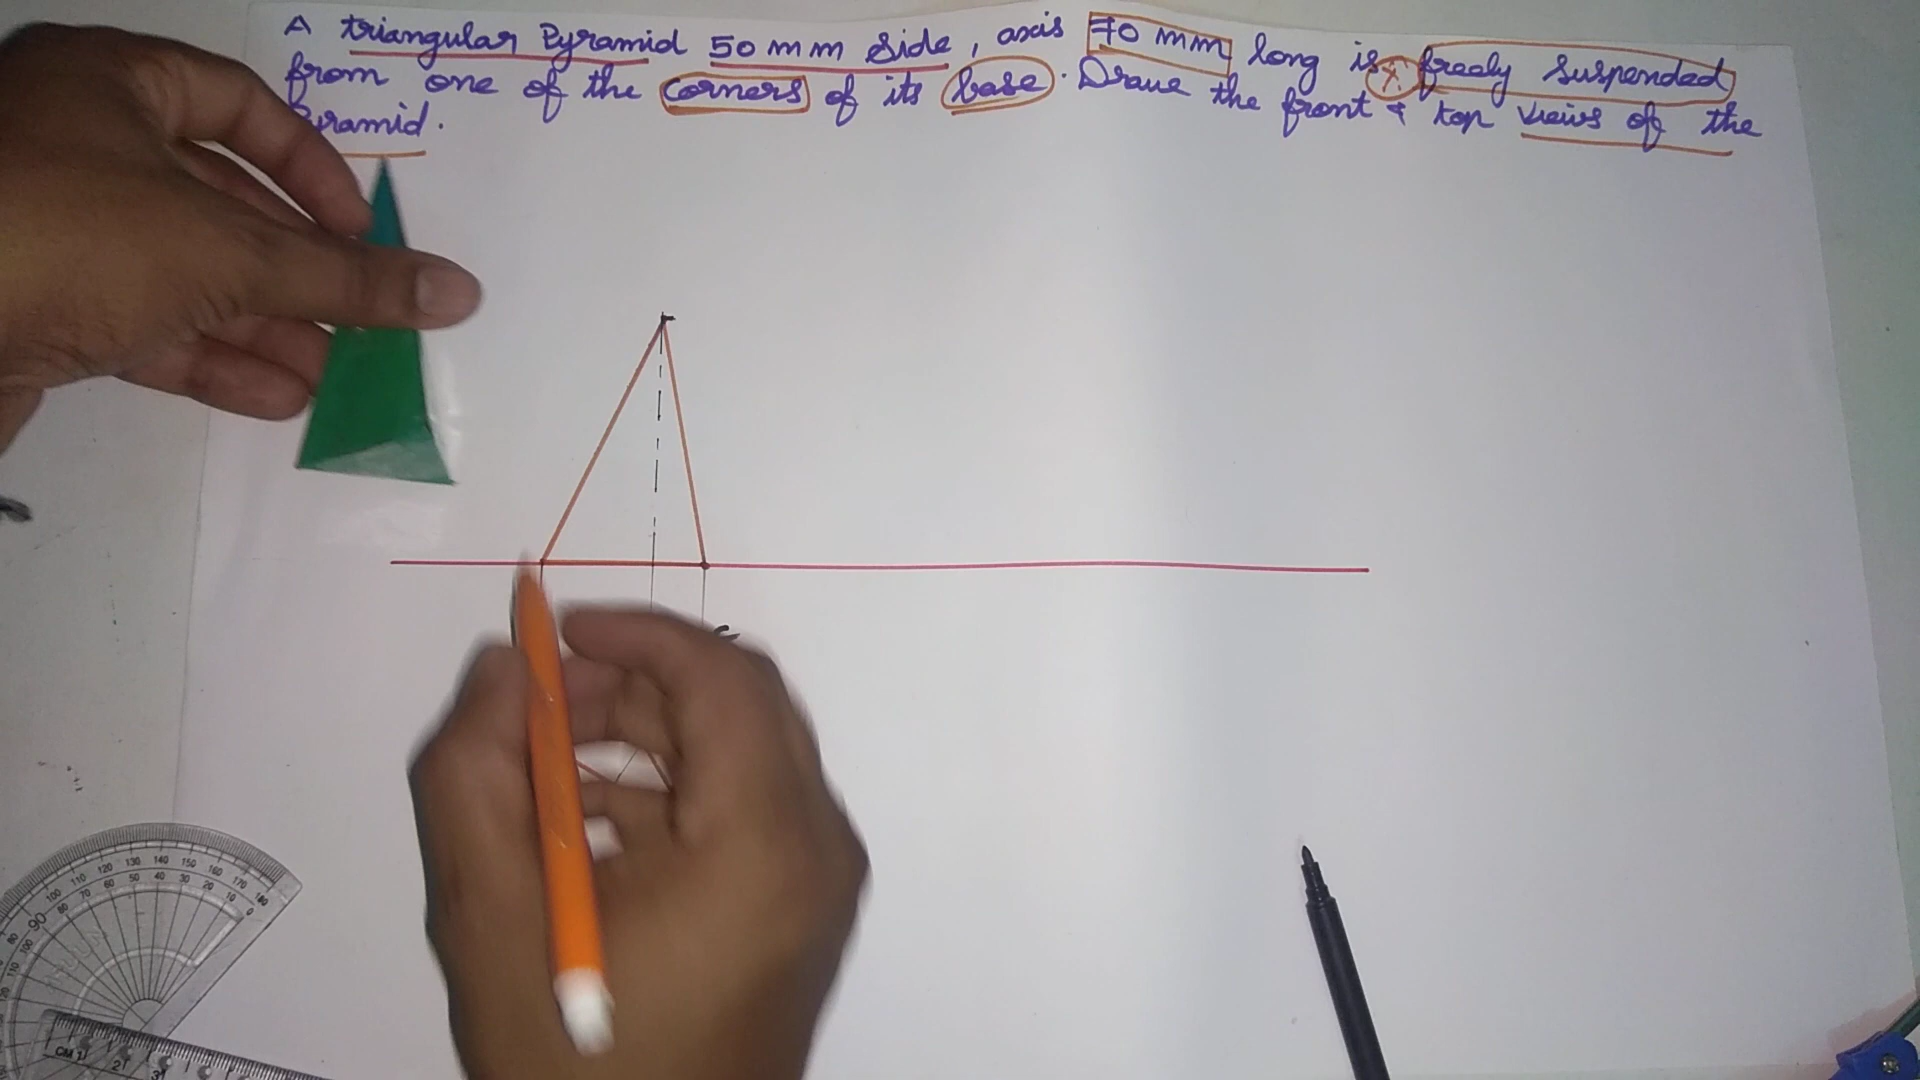 A triangular Pyramid 50 mm side, axis 70 mm long is freely suspended
from one of the corners of its base. Draw the front & top views of the
Pyramid.